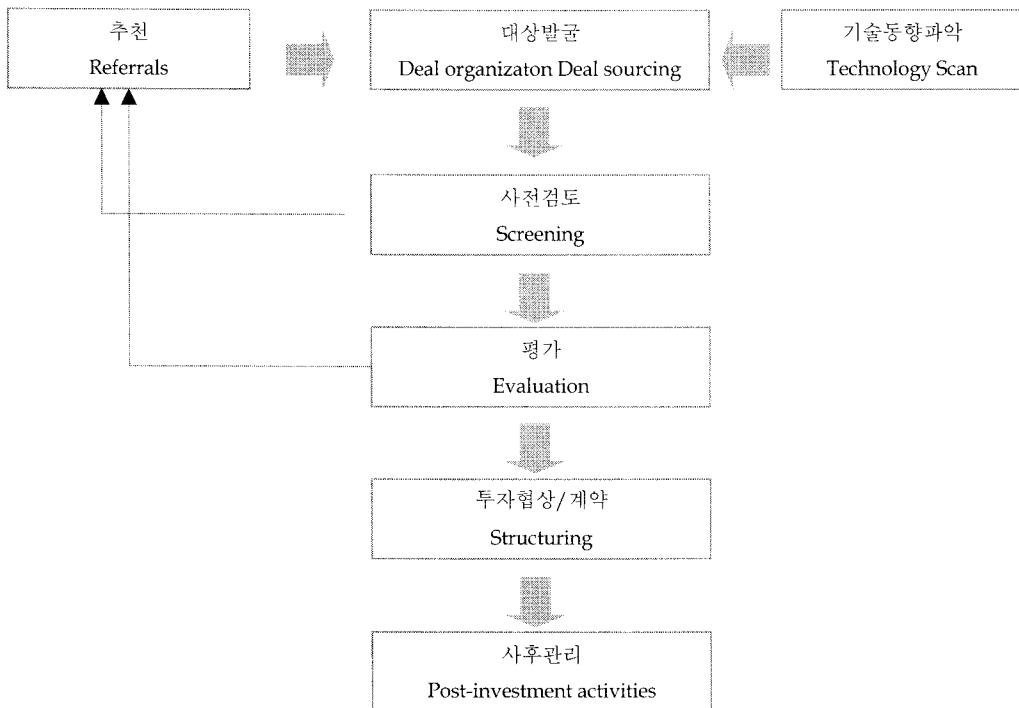 추천
Referrals
대상발굴
Deal organizaton Deal sourcing
기술동향파악
Technology Scan
사전검토
Screening
평가
Evaluation
투자협상/계약
Structuring
사후관리
Post-investment activities